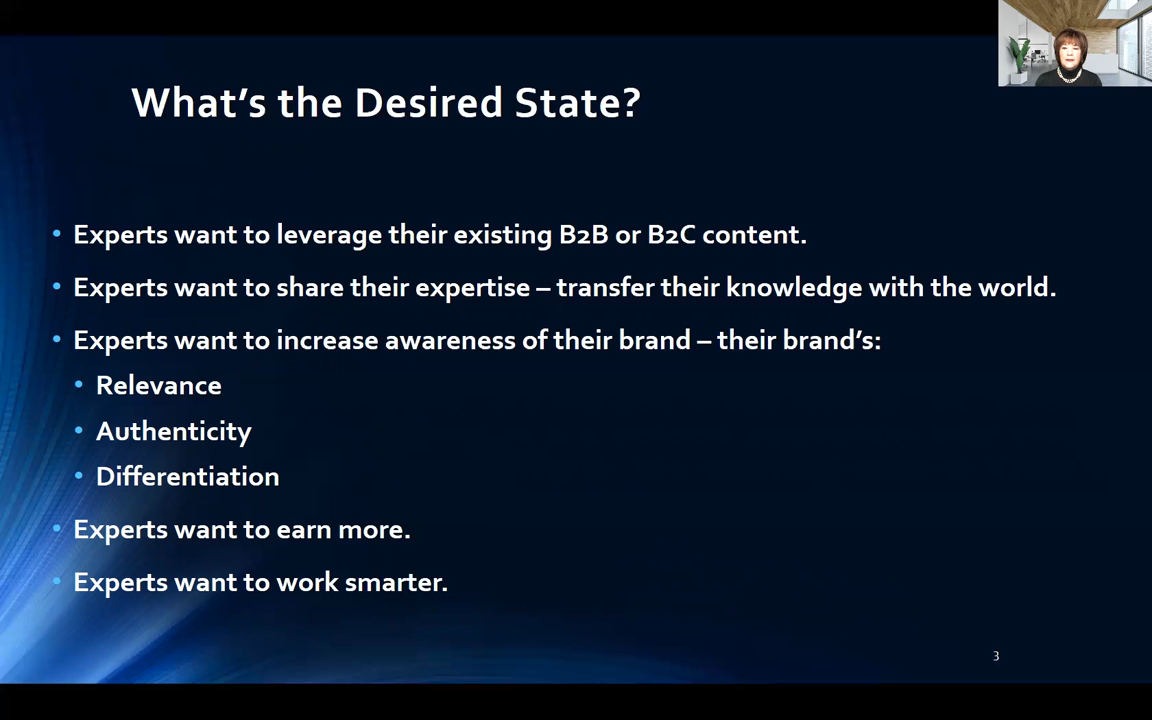 What's the Desired State?
• Experts want to leverage their existing B2B or B2C content.
• Experts want to share their expertise – transfer their knowledge with the world.
• Experts want to increase awareness of their brand – their brand's:
• Relevance
• Authenticity
• Differentiation
• Experts want to earn more.
• Experts want to work smarter.
3